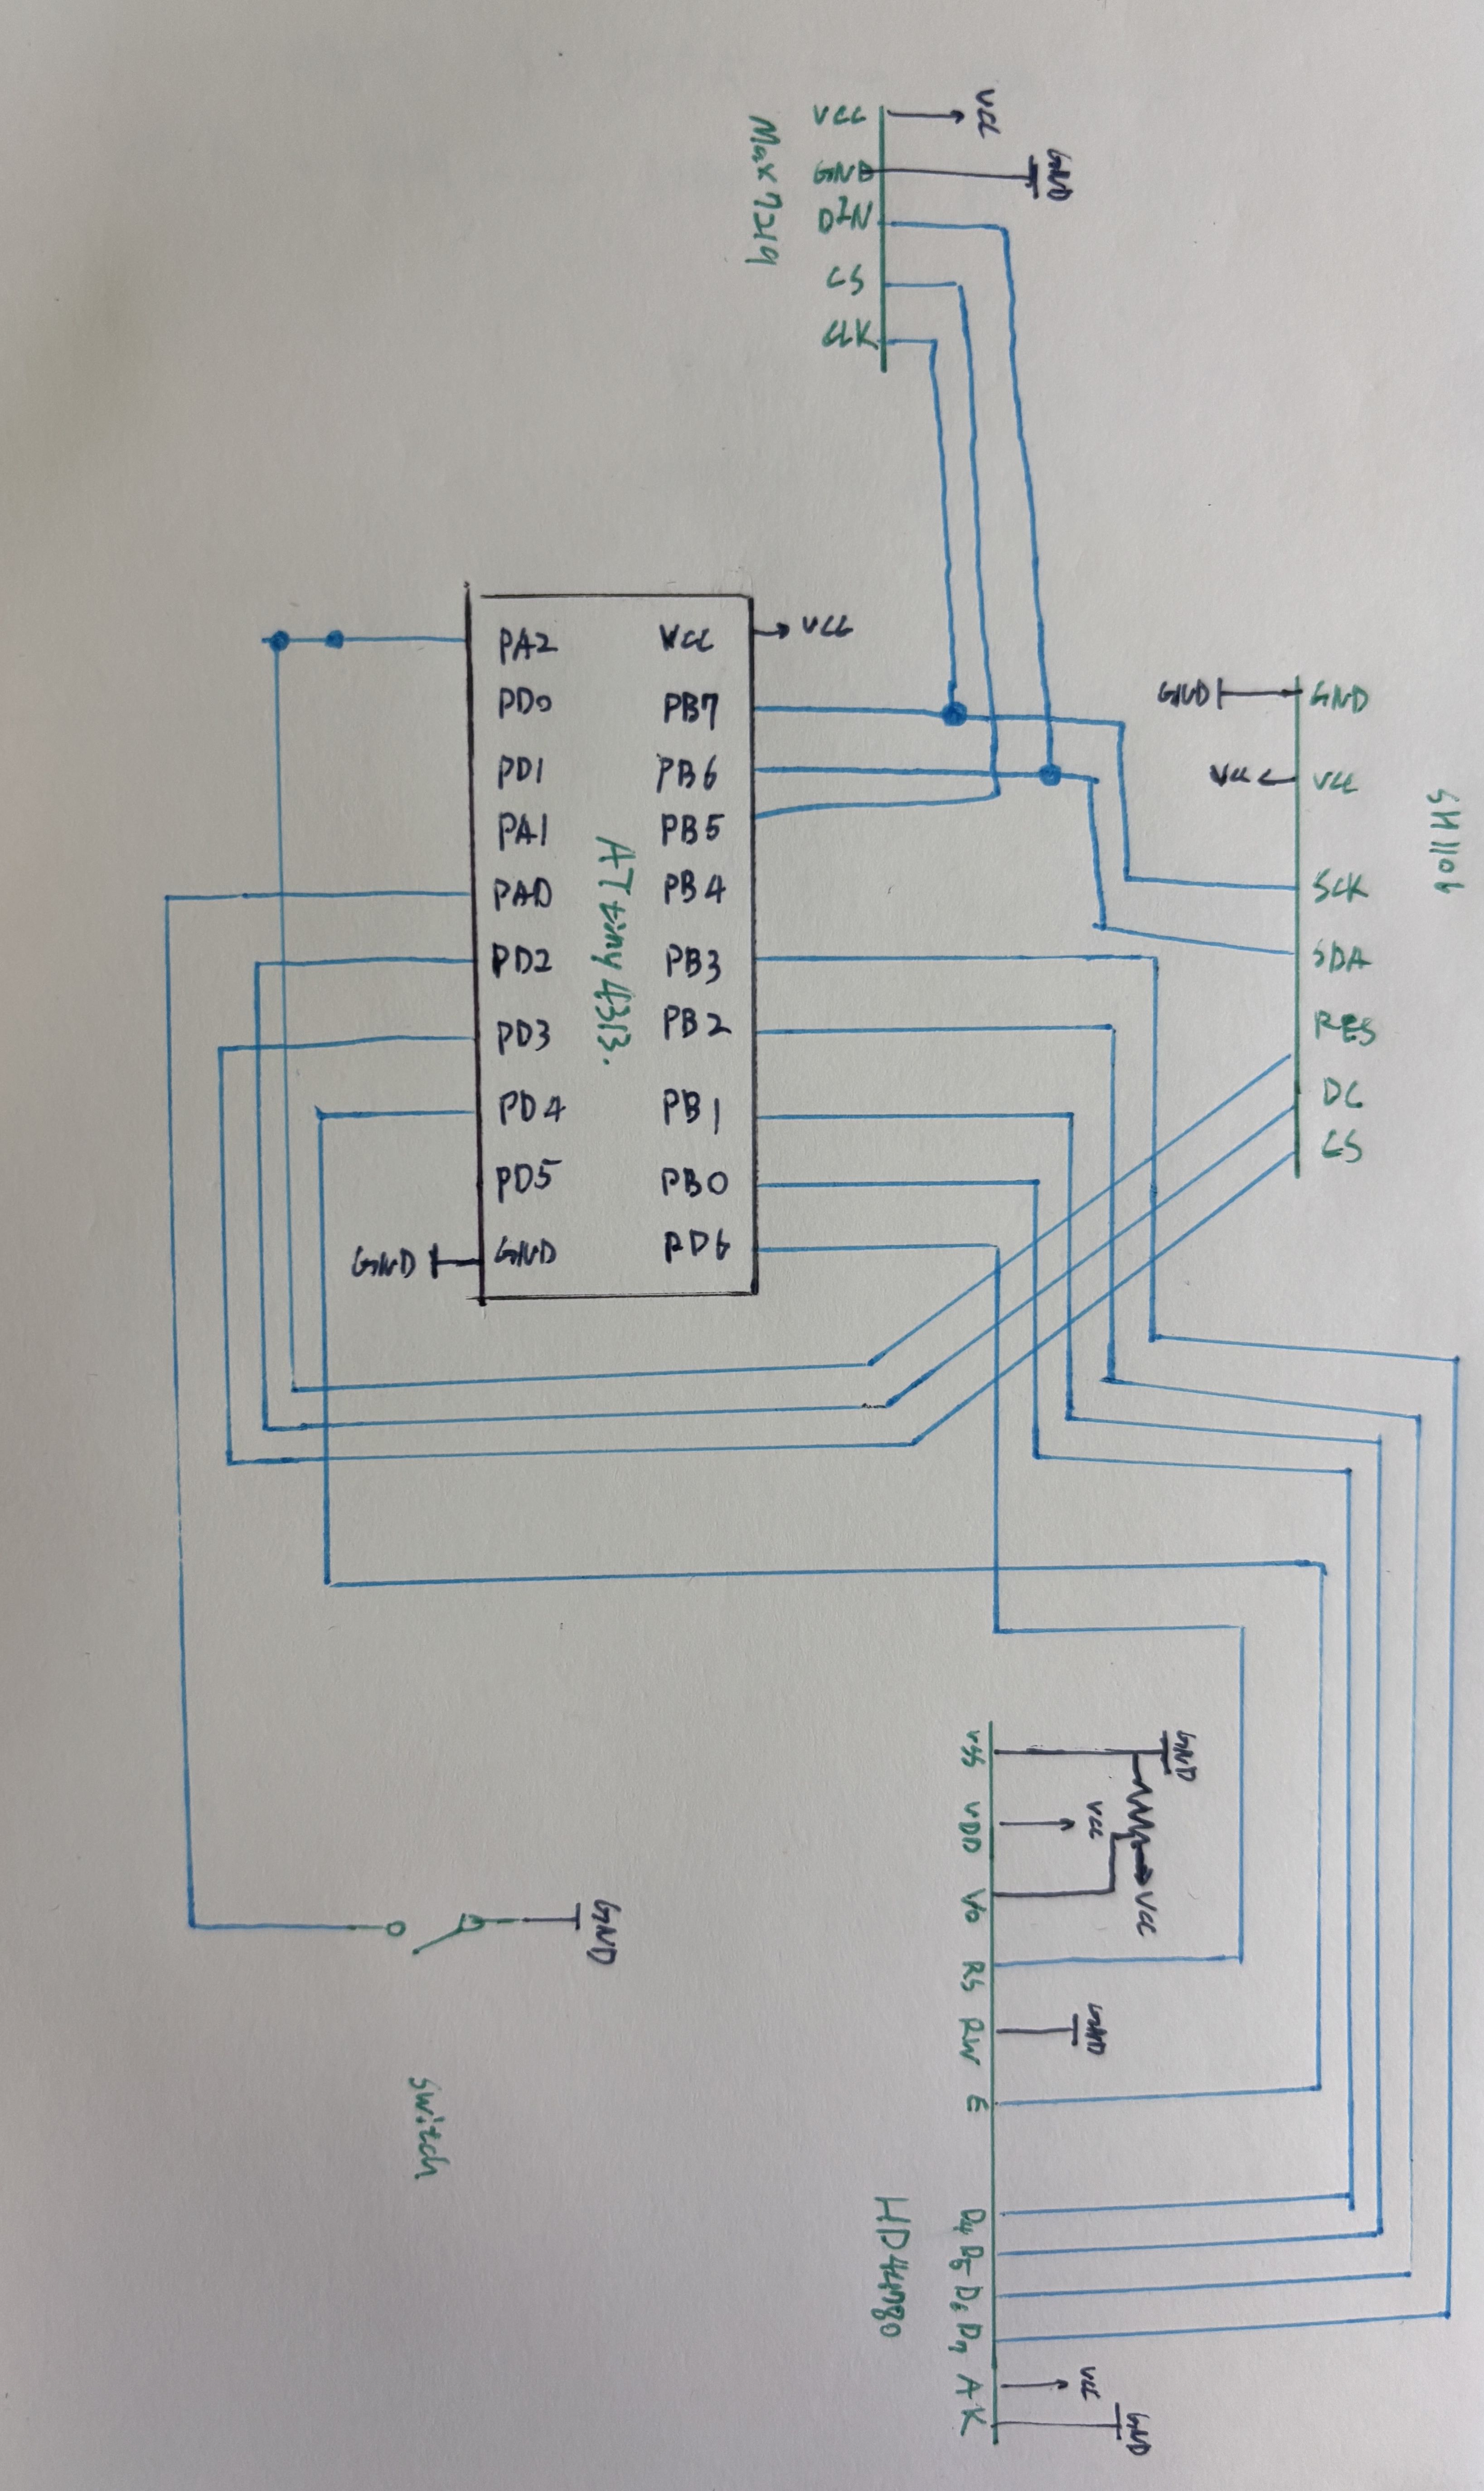 VCC
VCC
GND
GND
DIN
CS
CLK
Max7219
PA2
PD0
PD1
PA1
PA0
PD2
PD3
PD4
PD5
GND
GND
VCC
VCC
PB7
PB6
PB5
PB4
PB3
PB2
PB1
PB0
PD6
ATtiny4313.
GND
GND
VCC
VCC
SCK
SDA
RES
DC
CS
SH1106
VSS
GND
VDD
VCC
VCC
V0
RS
RW
GND
E
D4
D5
D6
D7
A
VCC
K
GND
HD44780
GND
switch